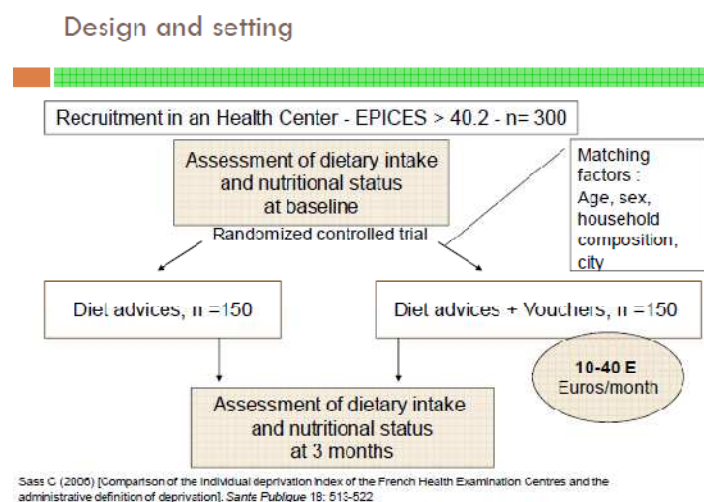 Design and setting
Recruitment in an Health Center - EPICES > 40.2 - n= 300
Assessment of dietary intake
and nutritional status
at baseline
Matching
factors :
Age, sex,
household
composition,
city
Randomized controlled trial
Diet advices, n =150
Diet advices + Vouchers, n =150
10-40 E
Euros/month
Assessment of dietary intake
and nutritional status
at 3 months
Sass C (2006) [Comparison of the individual deprivation index of the French Health Examination Centres and the
administrative definition of deprivation]. Sante Publique 18: 513-522